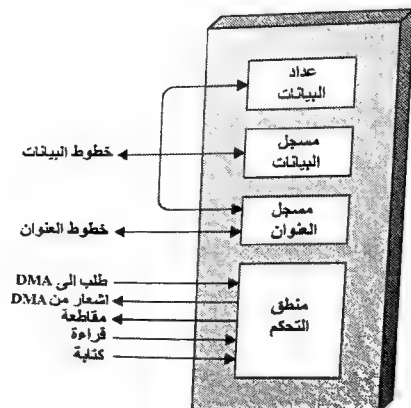 عداد
البيانات
مسجل
البيانات
خطوط البيانات
مسجل
العنوان
خطوط العنوان
طلب الى DMA
اشعار من DMA
مقاطعة
قراءة
كتابة
منطق
التحكم